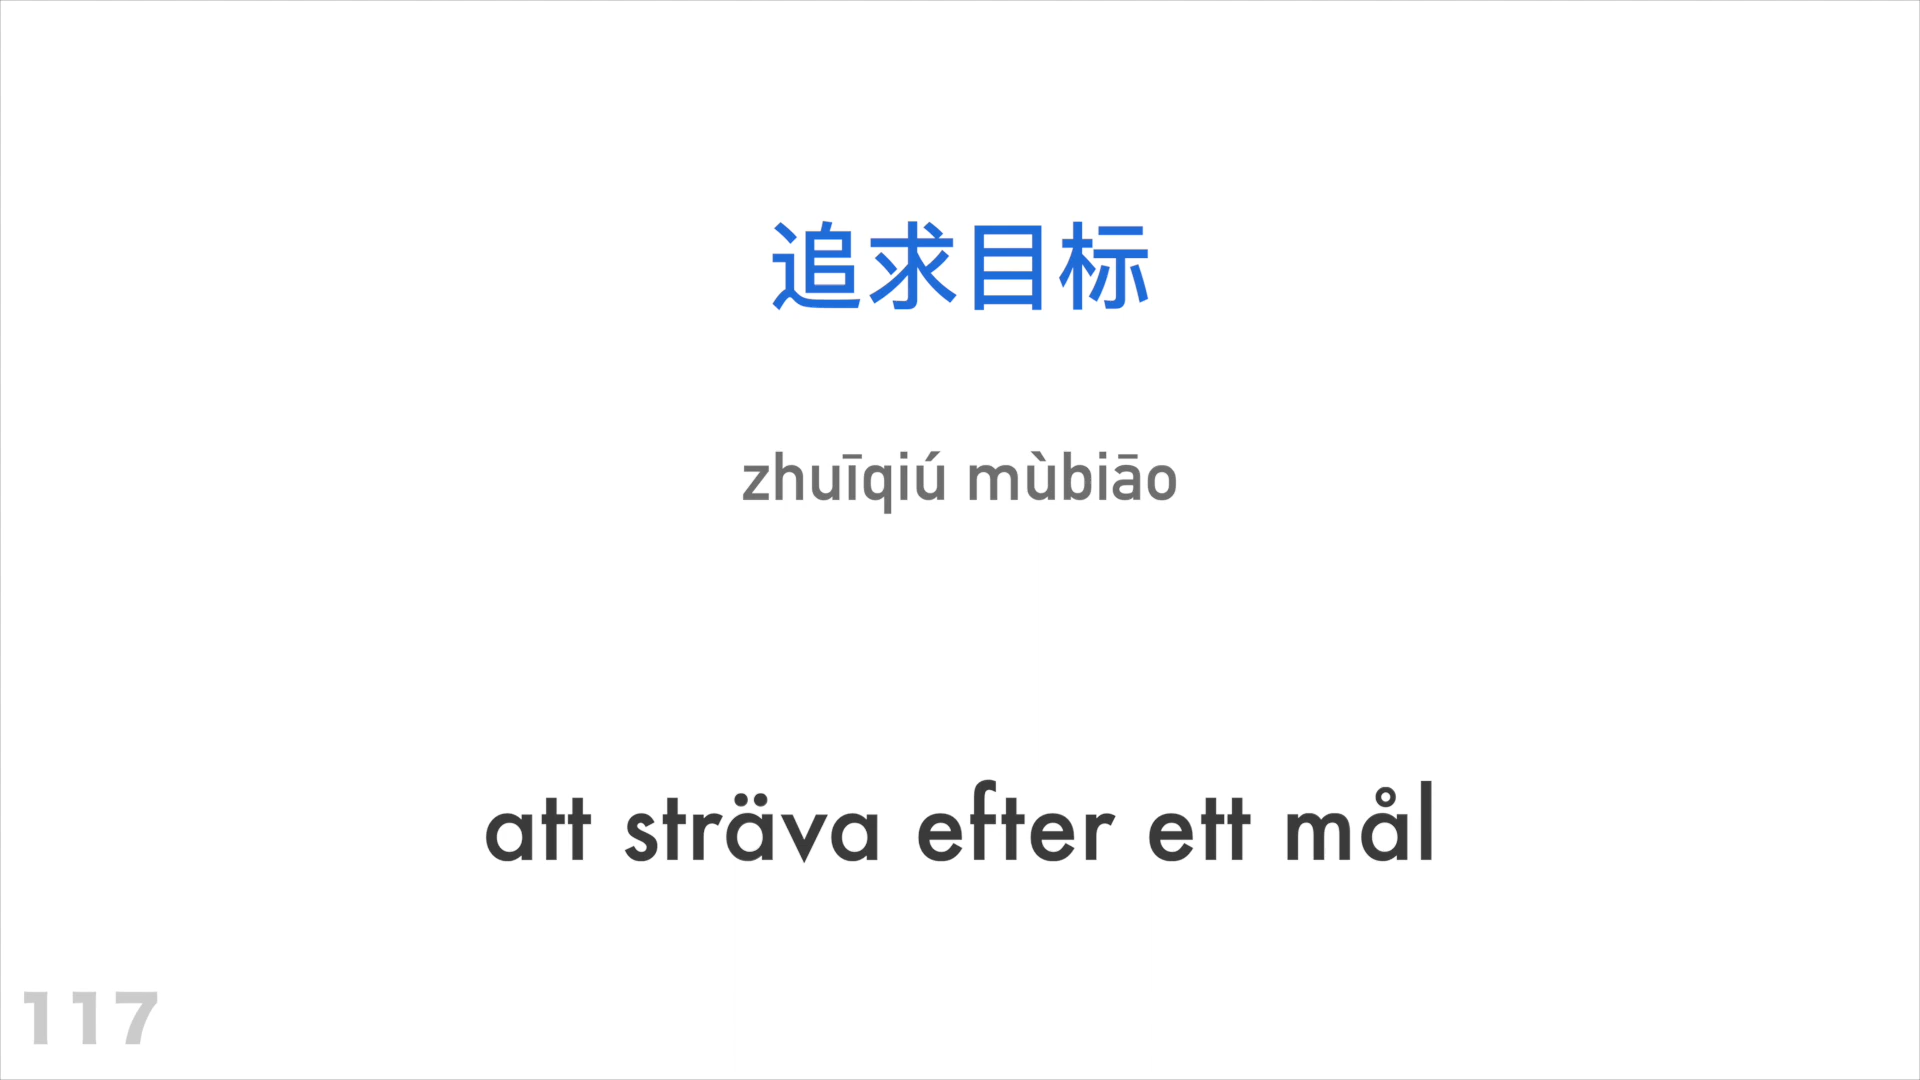 追求目标
zhuīqiú mùbiāo
att sträva efter ett mål
117